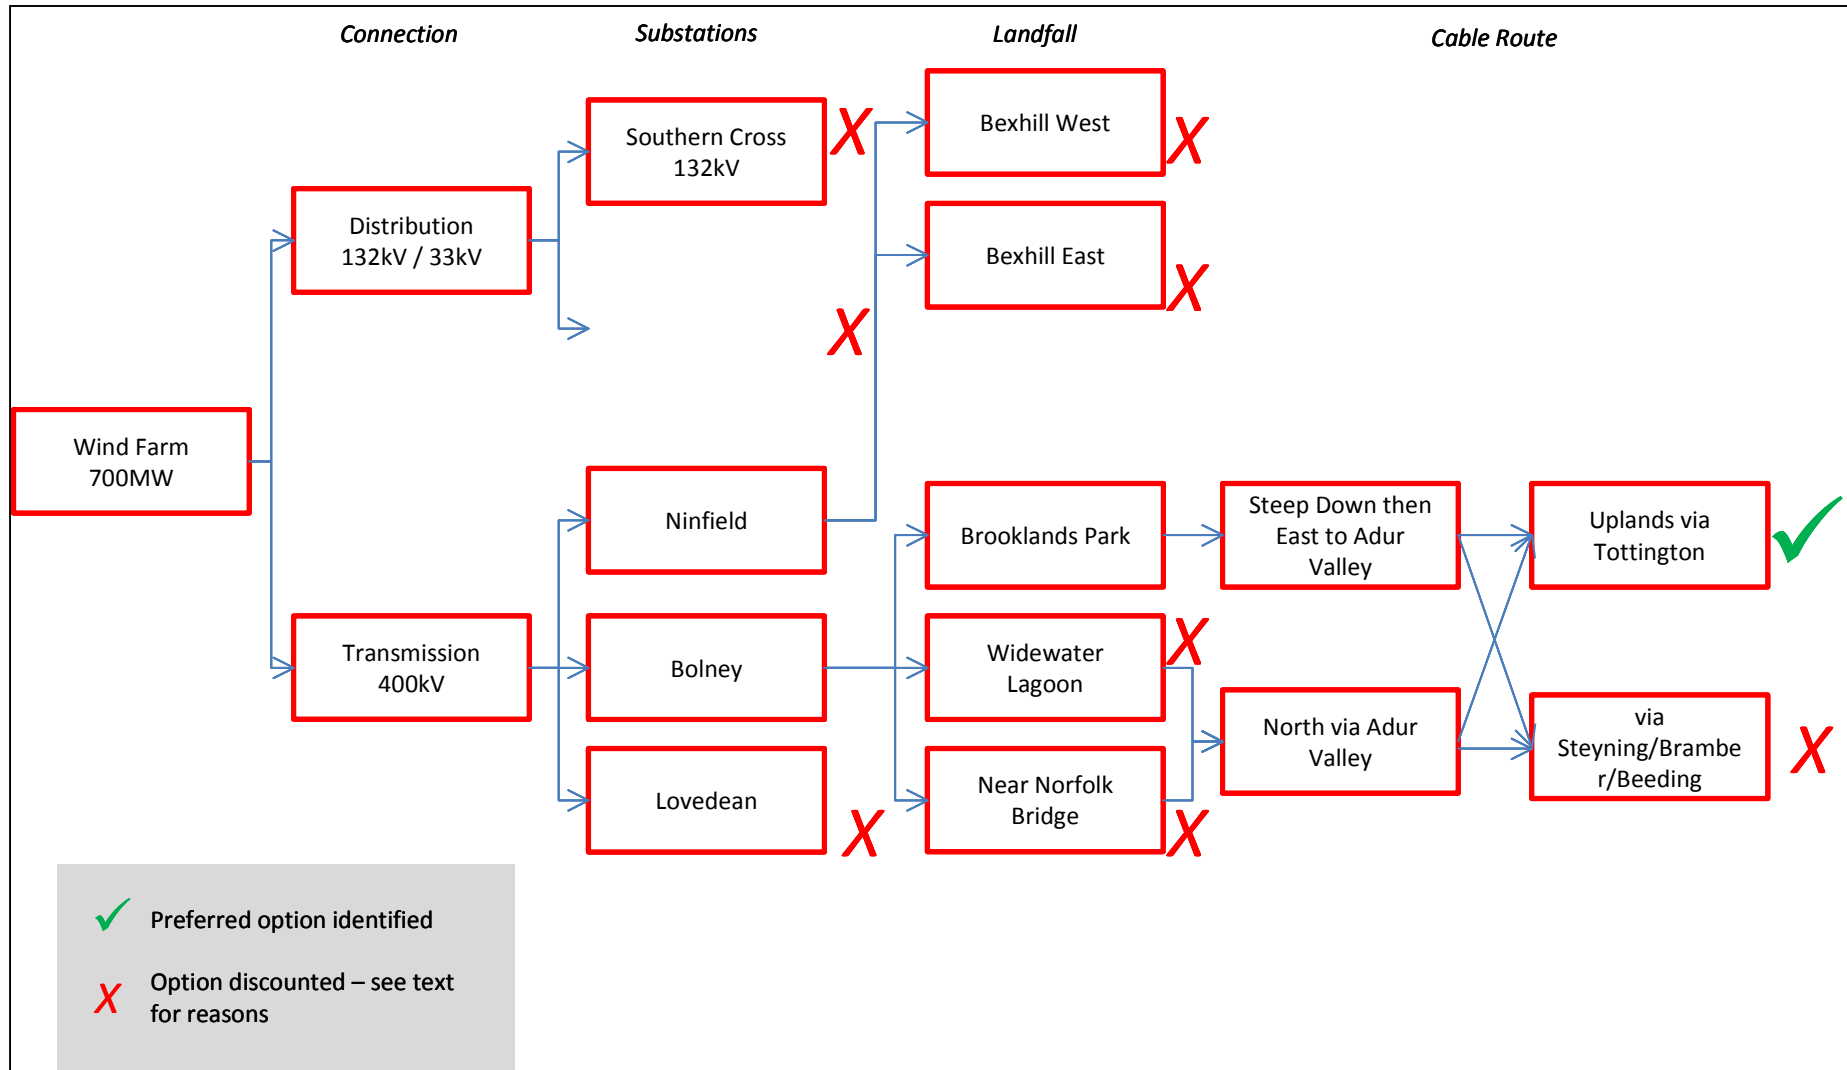 Connection
Substations
Landfall
Cable Route
Southern Cross
132kV
Bexhill West
Distribution
132kV / 33kV
Bexhill East
Wind Farm
700MW
Ninfield
Brooklands Park
Steep Down then
East to Adur
Valley
Uplands via
Tottington
Transmission
400kV
Bolney
Widewater
Lagoon
North via Adur
Valley
via
Steyning/Brambe
r/Beeding
Lovedean
Near Norfolk
Bridge
Preferred option identified
Option discounted – see text
for reasons